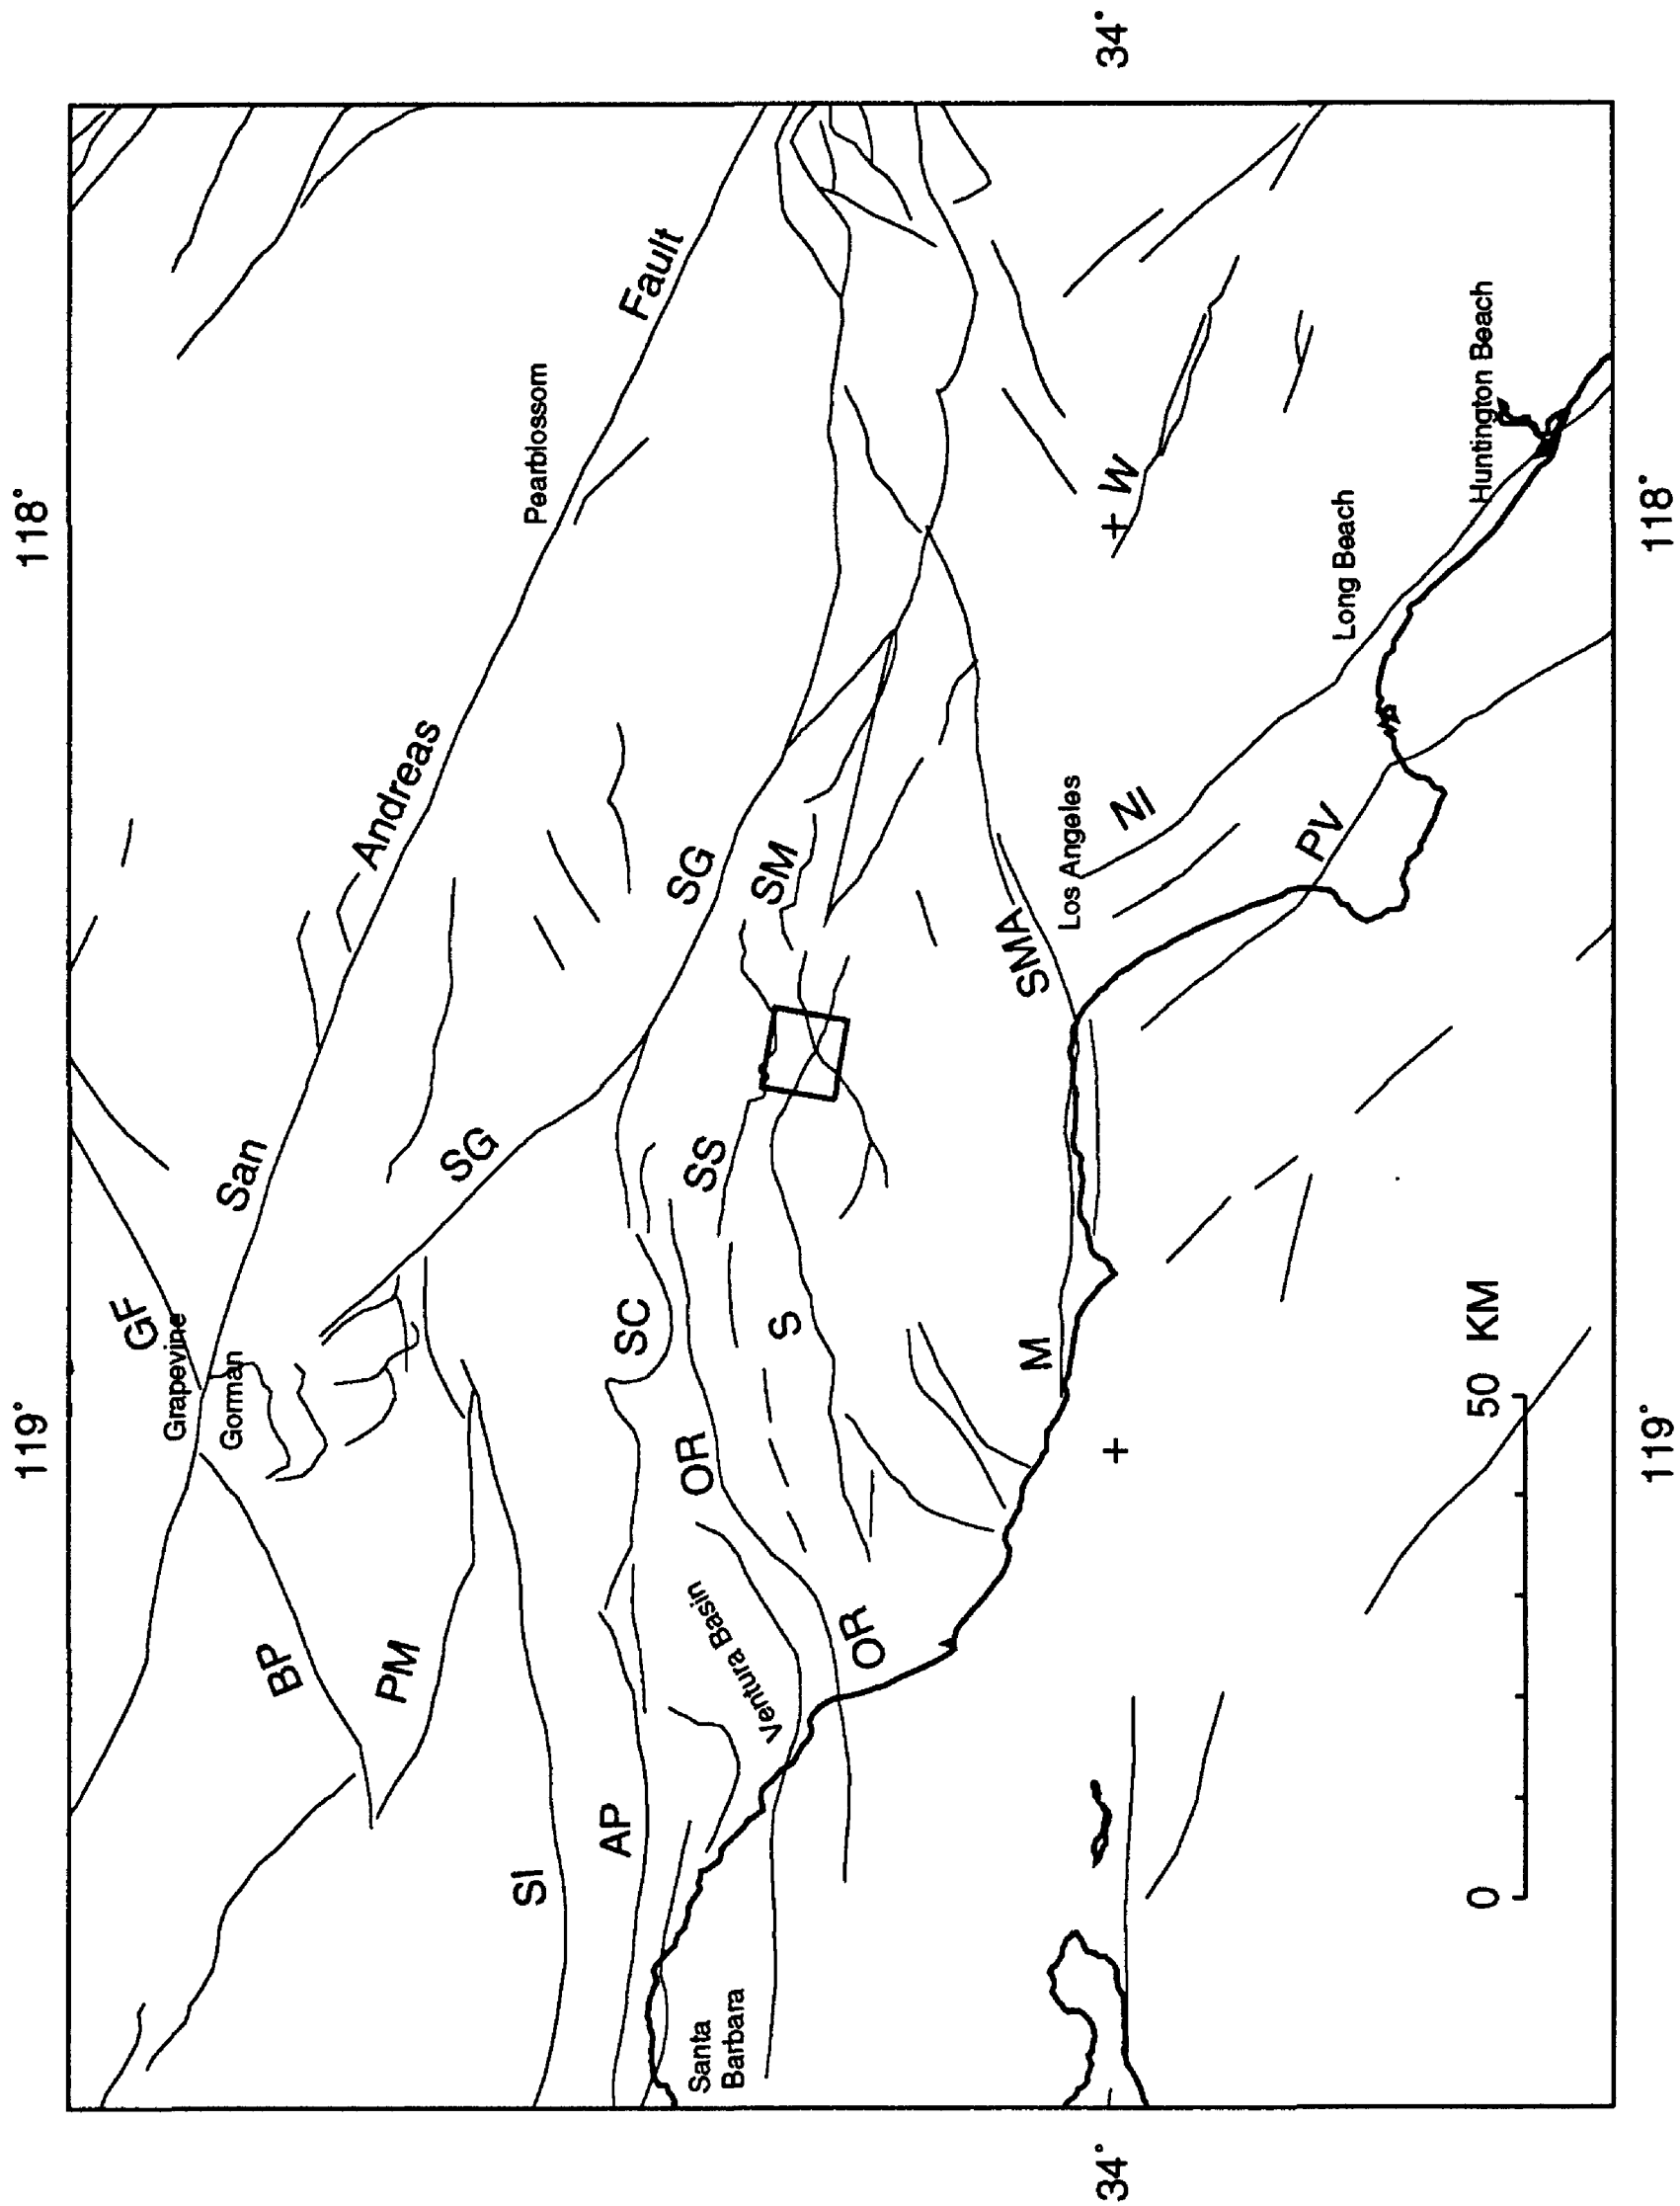 119°
118°
34°
GF
Grapevine
Gorman
San
Andreas
Fault
Pearblossom
BP
PM
SG
SG
SI
AP
SC
SS
SM
OR
OR
S
Ventura Basin
Santa
Barbara
M
SMA
Los Angeles
NI
W
PV
Long Beach
Huntington Beach
0
50 KM
34°
119°
118°